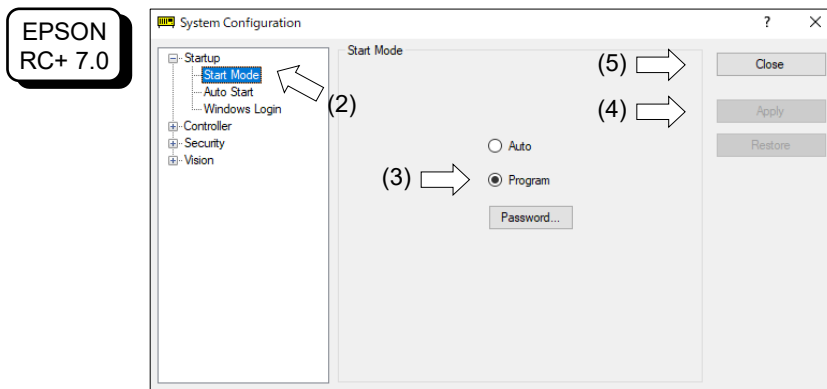 EPSON
RC+ 7.0
System Configuration
?
Startup
Start Mode
Auto Start
Windows Login
Controller
Security
Vision
(2)
Start Mode
(5)
Close
(4)
Apply
Restore
Auto
(3)
Program
Password...